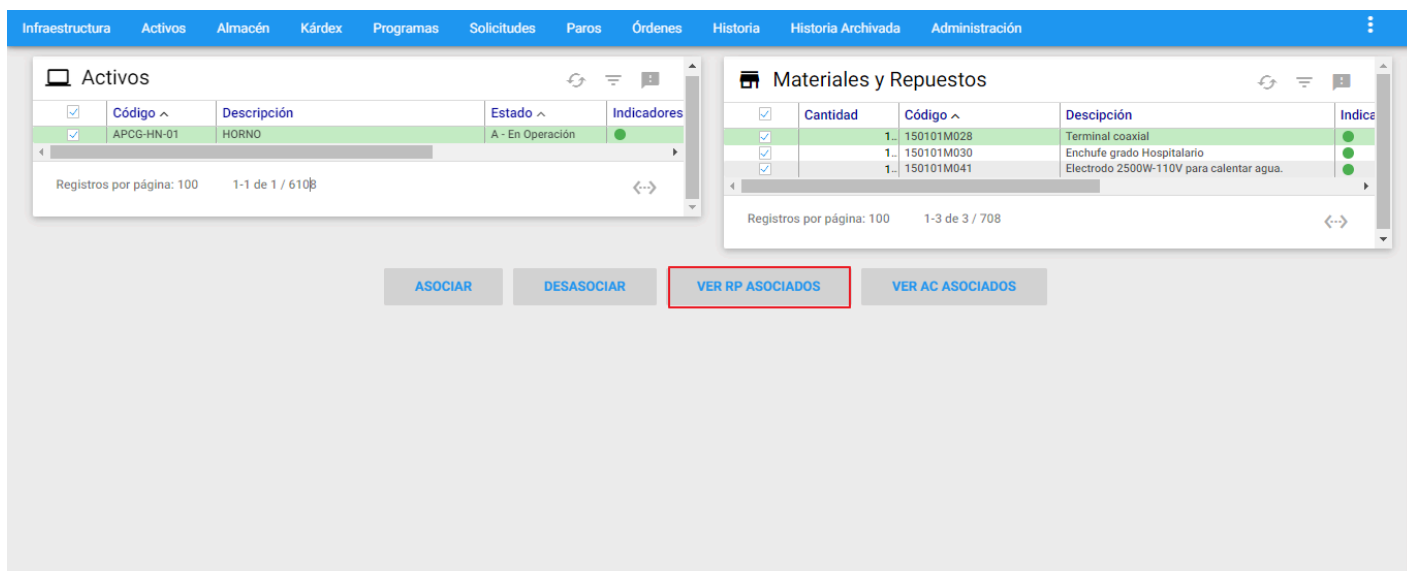 Infraestructura Activos Almacén Kárdex Programas Solicitudes Paros Órdenes Historia Historia Archivada Administración
Activos
Código Descripción Estado Indicadores
APCG-HN-01 HORNO A - En Operación
Registros por página: 100 1-1 de 1 / 6108
Materiales y Repuestos
Cantidad Código Descipción Indica
1.. 150101M028 Terminal coaxial
1.. 150101M030 Enchufe grado Hospitalario
1.. 150101M041 Electrodo 2500W-110V para calentar agua.
Registros por página: 100 1-3 de 3 / 708
ASOCIAR DESASOCIAR VER RP ASOCIADOS VER AC ASOCIADOS